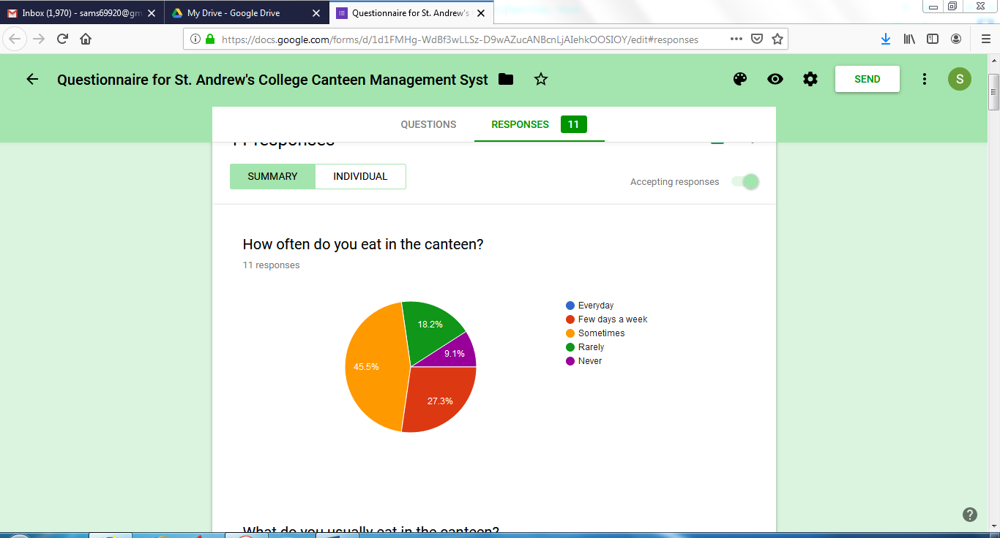 Inbox (1,970) - sams69920@gm
My Drive - Google Drive
Questionnaire for St. Andrew's
https://docs.google.com/forms/d/1d1FMHg-WdBf3wLLSz-D9wAZucANBcnLjAIehkOOSIOY/edit#responses
Questionnaire for St. Andrew's College Canteen Management Syst
SEND
S
QUESTIONS
RESPONSES 11
11 responses
SUMMARY
INDIVIDUAL
Accepting responses
How often do you eat in the canteen?
11 responses
18.2%
9.1%
45.5%
27.3%
Everyday
Few days a week
Sometimes
Rarely
Never
What do you usually eat in the canteen?